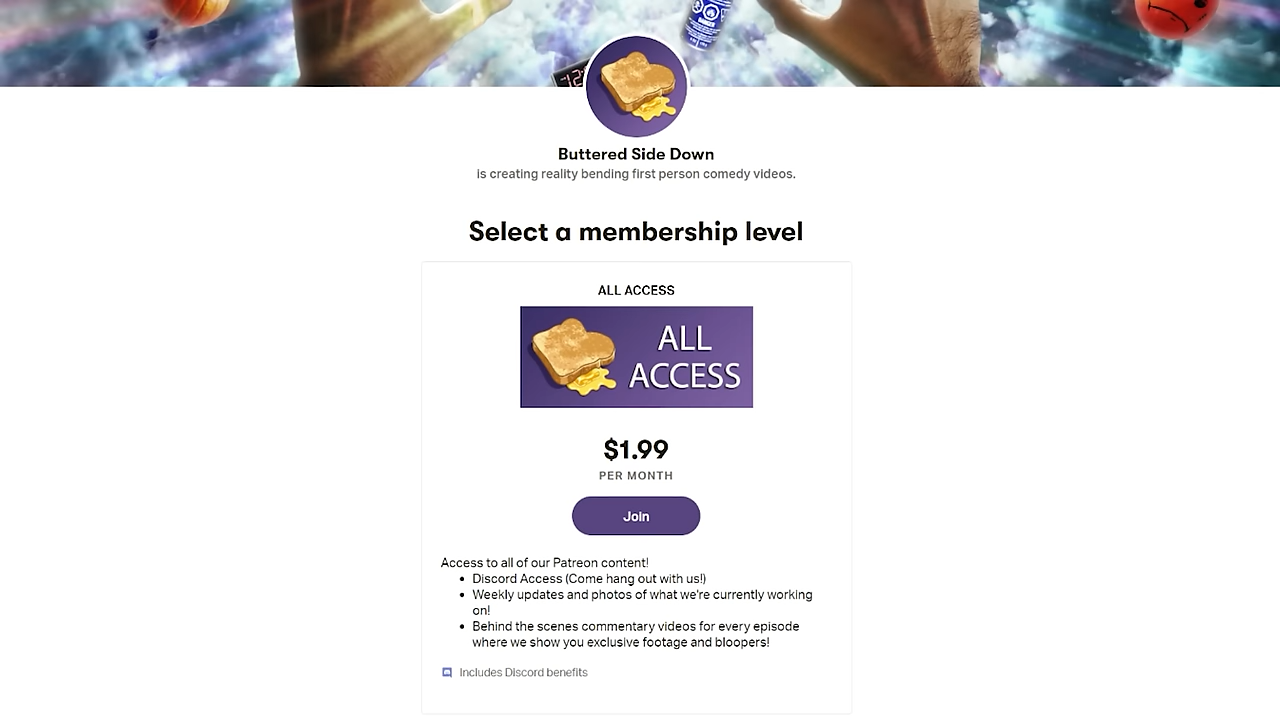 Buttered Side Down
is creating reality bending first person comedy videos.
Select a membership level
ALL ACCESS
ALL
ACCESS
$1.99
PER MONTH
Join
Access to all of our Patreon content!
Discord Access (Come hang out with us!)
Weekly updates and photos of what we're currently working
on!
Behind the scenes commentary videos for every episode
where we show you exclusive footage and bloopers!
Includes Discord benefits